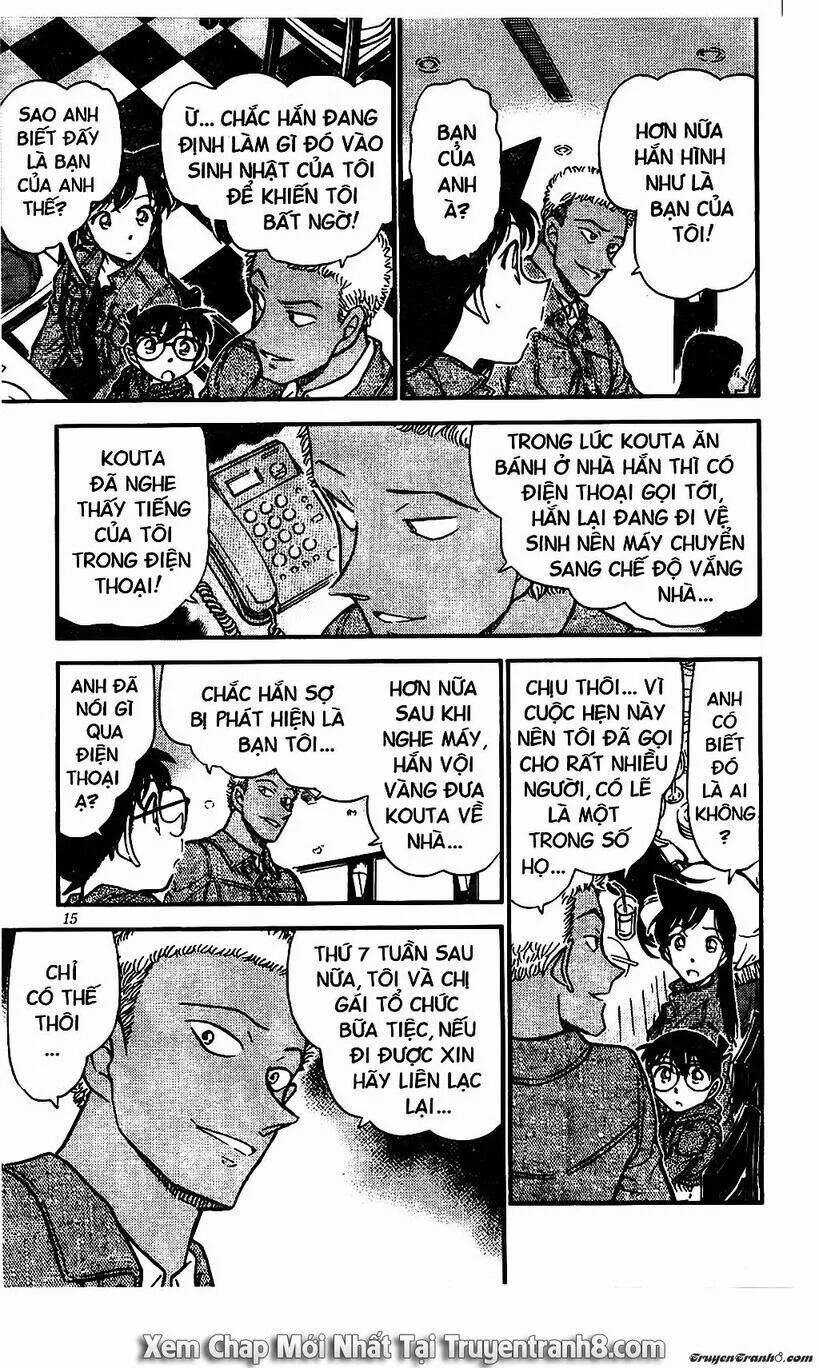 HƠN NỮA
HẮN HÌNH
NHƯ LÀ
BẠN CỦA
TÔI!
BẠN
CỦA
ANH
À?
Ừ... CHẮC HẮN ĐANG
ĐỊNH LÀM GÌ ĐÓ VÀO
SINH NHẬT CỦA TÔI
ĐỂ KHIẾN TÔI
BẤT NGỜ!
SAO ANH
BIẾT ĐẤY
LÀ BẠN
CỦA ANH
THẾ?
TRONG LÚC KOUTA ĂN
BÁNH Ở NHÀ HẮN THÌ CÓ
ĐIỆN THOẠI GỌI TỚI,
HẮN LẠI ĐANG ĐI VỆ
SINH NÊN MÁY CHUYỂN
SANG CHẾ ĐỘ VẮNG
NHÀ...
KOUTA
ĐÃ NGHE
THẤY TIẾNG
CỦA TÔI
TRONG ĐIỆN
THOẠI!
ANH
CÓ
BIẾT
ĐÓ
LÀ AI
KHÔNG
?
CHỊU THÔI... VÌ
CUỘC HẸN NÀY
NÊN TÔI ĐÃ GỌI
CHO RẤT NHIỀU
NGƯỜI, CÓ LẼ
LÀ MỘT
TRONG SỐ
HỌ...
HƠN NỮA
SAU KHI
NGHE MÁY,
HẮN VỘI
VÀNG ĐƯA
KOUTA VỀ
NHÀ...
CHẮC HẮN SỢ
BỊ PHÁT HIỆN LÀ
BẠN TÔI...
ANH ĐÃ
NÓI GÌ
QUA
ĐIỆN
THOẠI
Ạ?
15
THỨ 7 TUẦN SAU
NỮA, TÔI VÀ CHỊ
GÁI TỔ CHỨC
BỮA TIỆC, NẾU
ĐI ĐƯỢC XIN
HÃY LIÊN LẠC
LẠI...
CHỈ
CÓ THẾ
THÔI
...
Xem Chap Mới Nhất Tại Truyentranh8.com
TruyenTranh8.com